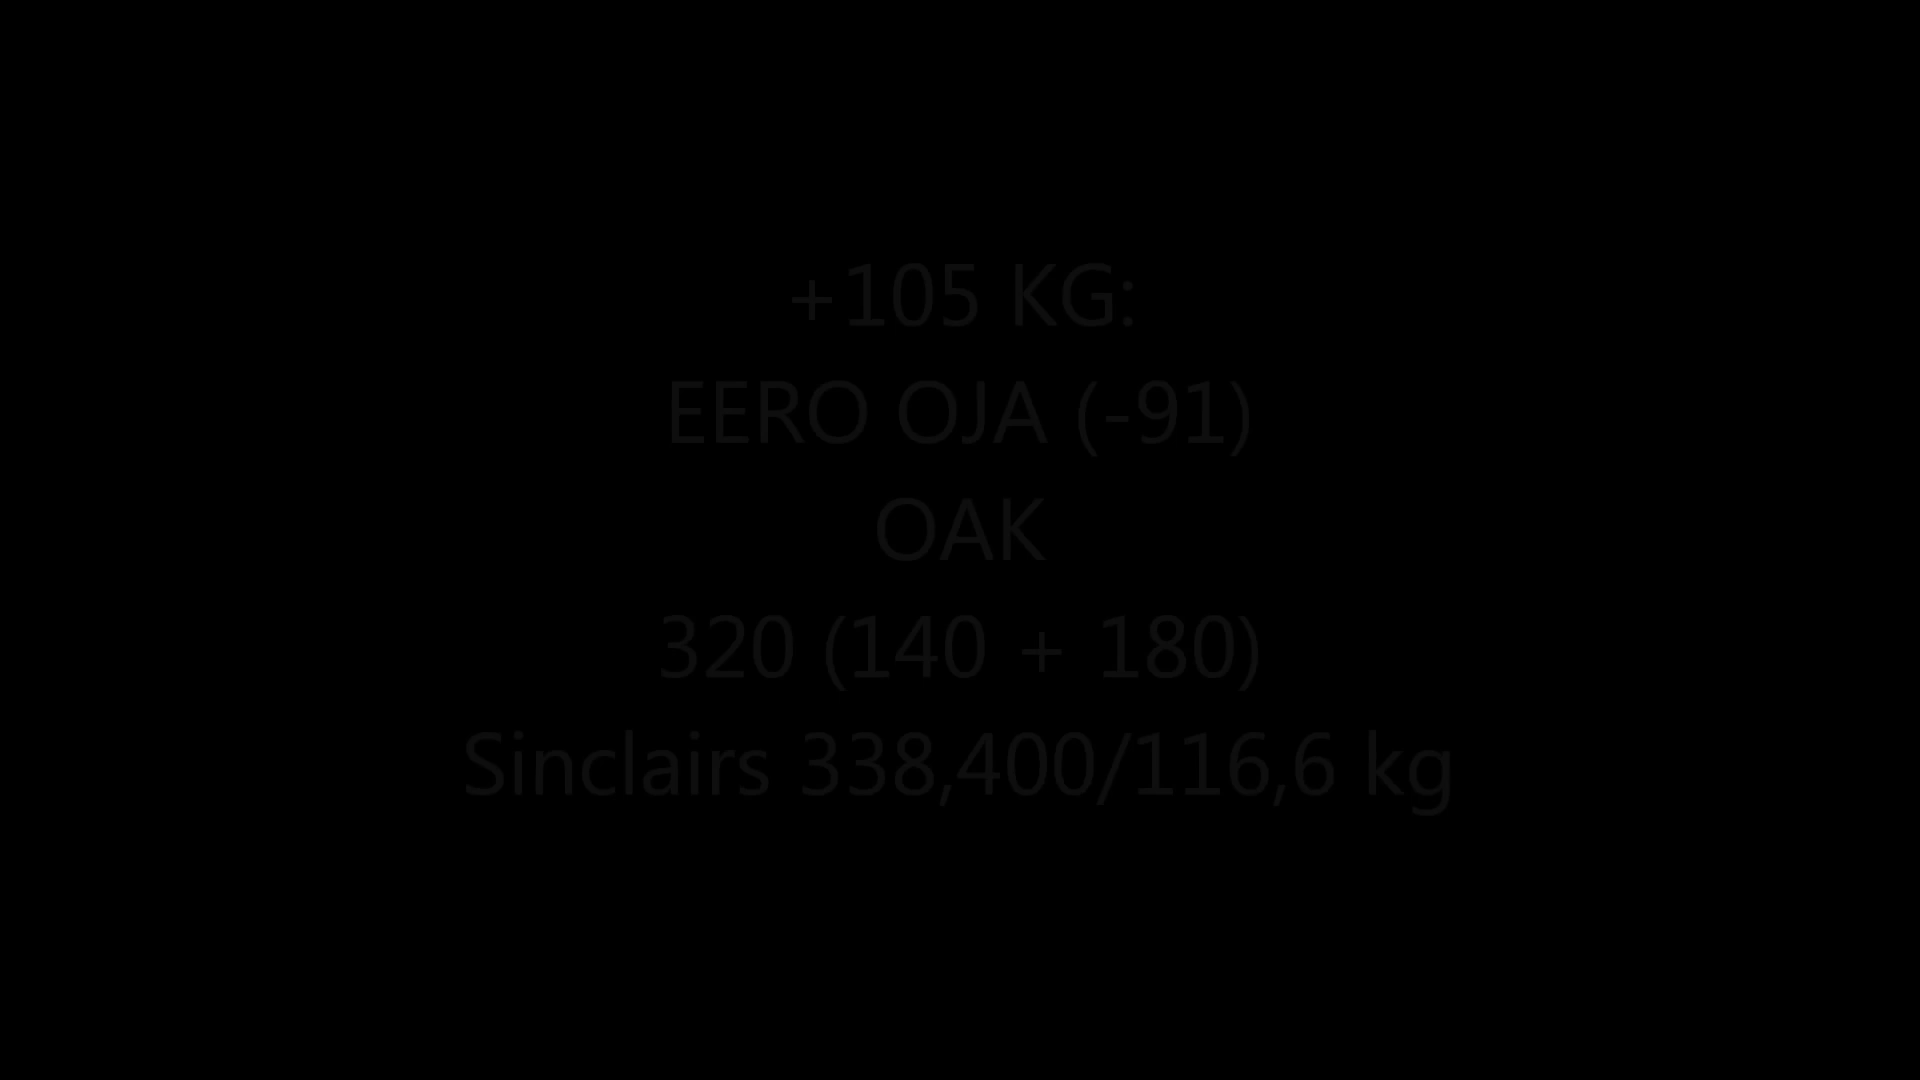 +105 KG:
EERO OJA (-91)
OAK
320 (140 + 180)
Sinclairs 338,400/116,6 kg